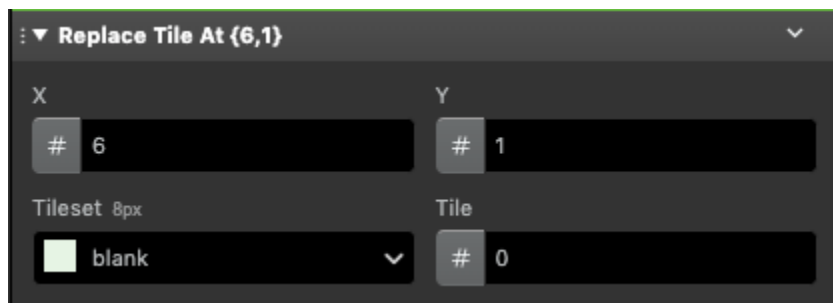 Replace Tile At {6,1}
X Y
# 6 # 1
Tileset 8px Tile
blank # 0